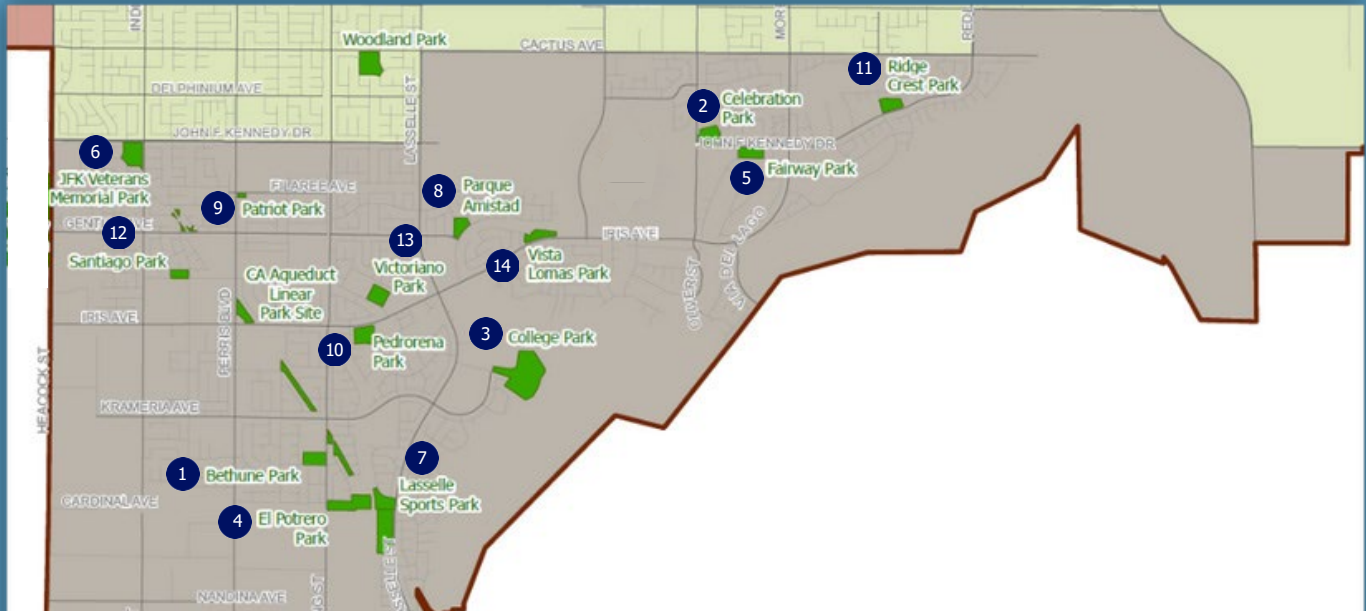 Woodland Park
CACTUS AVE
11
Ridge
Crest Park
DELPHINIUM AVE
LASSELLE ST
2
Celebration
Park
JOHN F KENNEDY DR
JOHN F KENNEDY DR
6
JFK Veterans
Memorial Park
5
Fairway Park
FILAREE AVE
8
Parque
Amistad
9
Patriot Park
12
13
IRIS AVE
Santiago Park
Victoriano
Park
14
Vista
Lomas Park
VIA DEL LAGO
OLIVER ST
CA Aqueduct
Linear
Park Site
IRIS AVE
PERRIS BLVD
3
College Park
10
Pedrorena
Park
HEACOCK ST
KRAMERIA AVE
1
Bethune Park
7
Lasselle
Sports Park
CARDINAL AVE
4
El Potrero
Park
NANDINA AVE